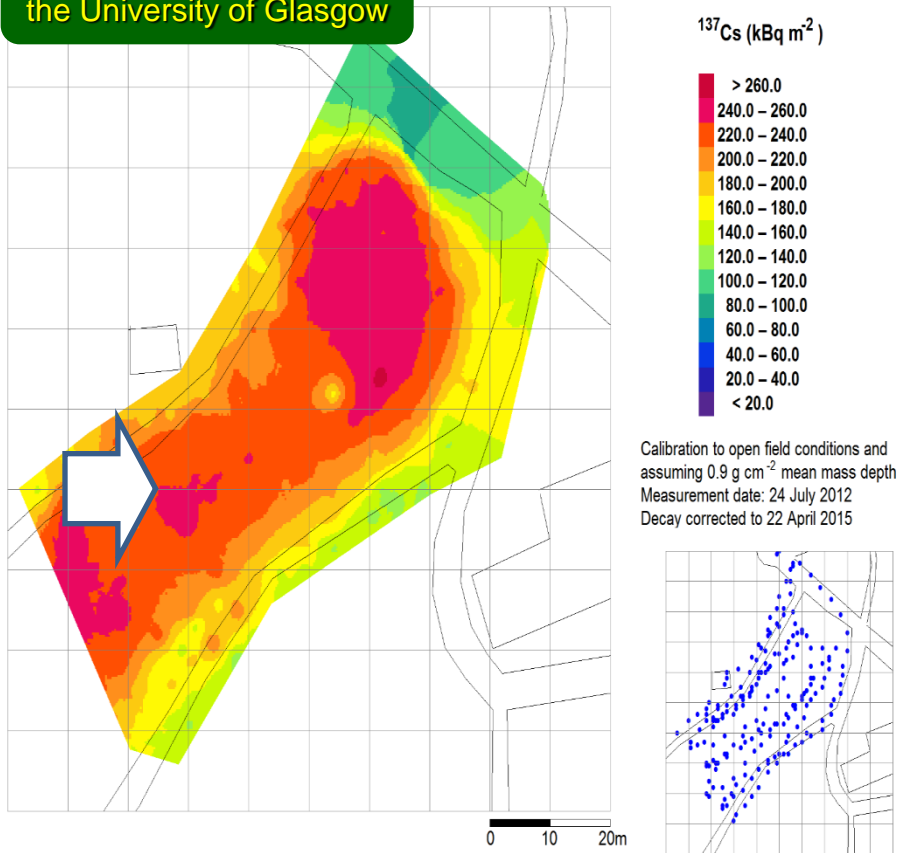 the University of Glasgow
¹³⁷Cs (kBq m⁻² )
> 260.0
240.0 – 260.0
220.0 – 240.0
200.0 – 220.0
180.0 – 200.0
160.0 – 180.0
140.0 – 160.0
120.0 – 140.0
100.0 – 120.0
80.0 – 100.0
60.0 – 80.0
40.0 – 60.0
20.0 – 40.0
< 20.0
Calibration to open field conditions and
assuming 0.9 g cm⁻² mean mass depth
Measurement date: 24 July 2012
Decay corrected to 22 April 2015
0 10 20m